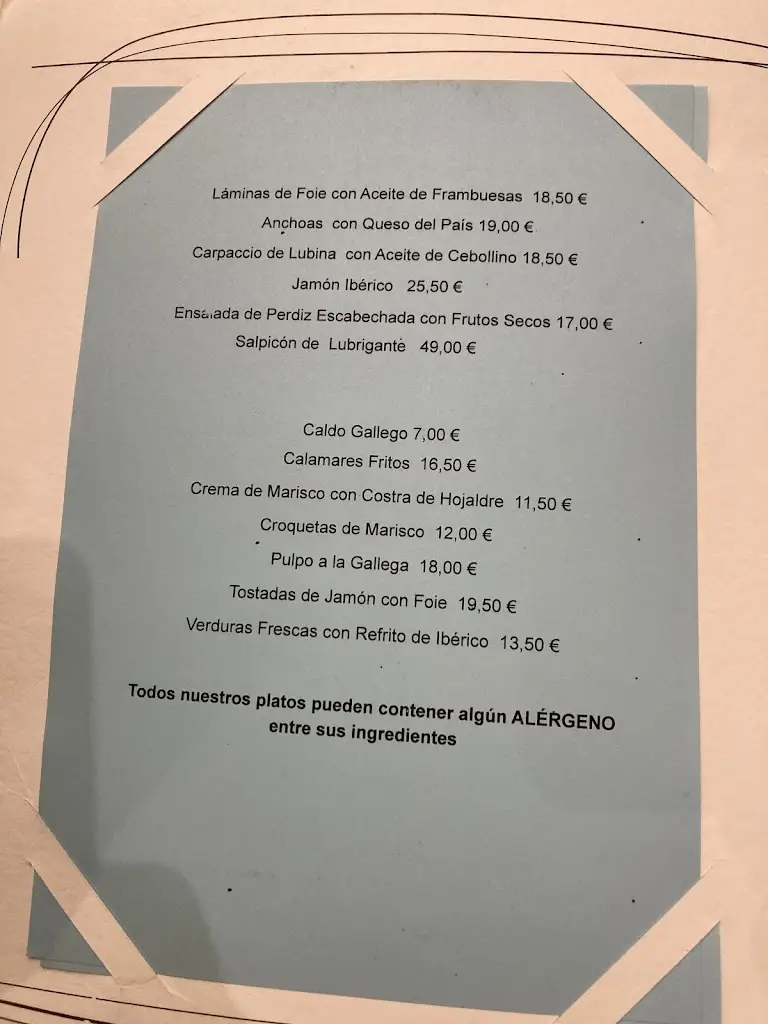 Láminas de Foie con Aceite de Frambuesas 18,50 €
Anchoas con Queso del País 19,00 €
Carpaccio de Lubina con Aceite de Cebollino 18,50 €
Jamón Ibérico 25,50 €
Ensalada de Perdiz Escabechada con Frutos Secos 17,00 €
Salpicón de Lubrigante 49,00 €
Caldo Gallego 7,00 €
Calamares Fritos 16,50 €
Crema de Marisco con Costra de Hojaldre 11,50 €
Croquetas de Marisco 12,00 €
Pulpo a la Gallega 18,00 €
Tostadas de Jamón con Foie 19,50 €
Verduras Frescas con Refrito de Ibérico 13,50 €
Todos nuestros platos pueden contener algún ALÉRGENO
entre sus ingredientes